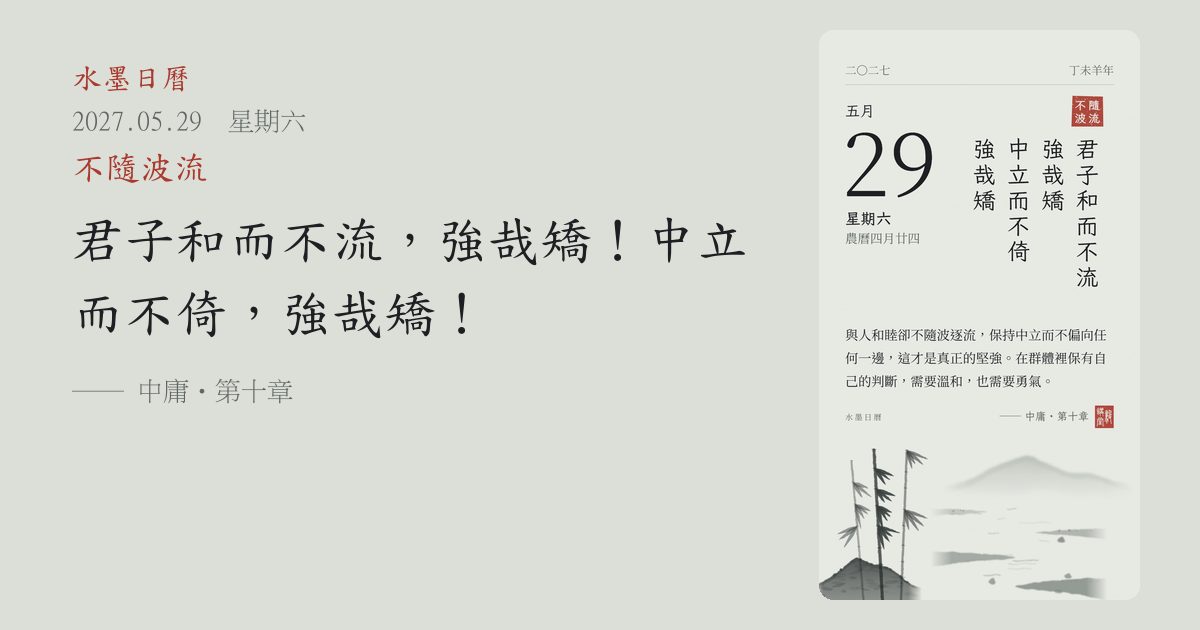 水墨日曆
2027.05.29 星期六
不隨波流
君子和而不流，強哉矯！中立
而不倚，強哉矯！
—— 中庸・第十章
二〇二七
丁未羊年
五月
29
星期六
農曆四月廿四
不隨波流
君子和而不流
強哉矯
中立而不倚
強哉矯
與人和睦卻不隨波逐流，保持中立而不偏向任
何一邊，這才是真正的堅強。在群體裡保有自
己的判斷，需要溫和，也需要勇氣。
水墨日曆
—— 中庸・第十章